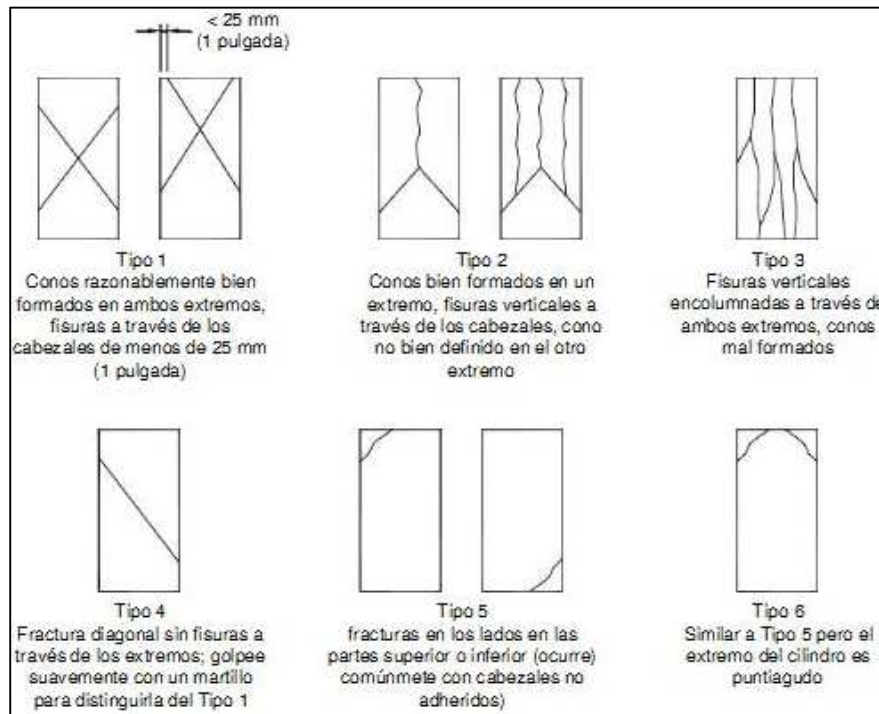 < 25 mm
(1 pulgada)
Tipo 1
Conos razonablemente bien
formados en ambos extremos,
fisuras a través de los
cabezales de menos de 25 mm
(1 pulgada)
Tipo 2
Conos bien formados en un
extremo, fisuras verticales a
través de los cabezales, cono
no bien definido en el otro
extremo
Tipo 3
Fisuras verticales
encolumnadas a través de
ambos extremos, conos
mal formados
Tipo 4
Fractura diagonal sin fisuras a
través de los extremos; golpee
suavemente con un martillo
para distinguirla del Tipo 1
Tipo 5
fracturas en los lados en las
partes superior o inferior (ocurre)
comúnmete con cabezales no
adheridos)
Tipo 6
Similar a Tipo 5 pero el
extremo del cilindro es
puntiagudo